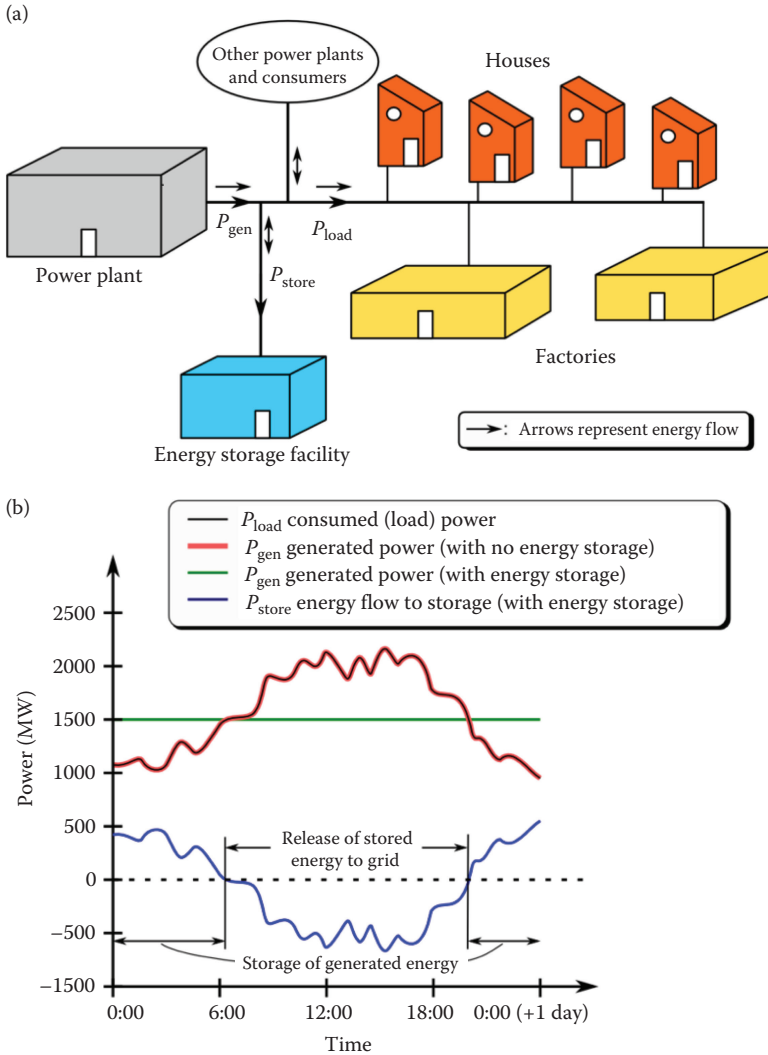 (a)
Other power plants
and consumers
Houses
P_gen
P_load
Power plant
P_store
Factories
Energy storage facility
: Arrows represent energy flow
(b)
P_load consumed (load) power
P_gen generated power (with no energy storage)
P_gen generated power (with energy storage)
P_store energy flow to storage (with energy storage)
2500
2000
1500
1000
500
0
−500
−1500
Power (MW)
Release of stored
energy to grid
Storage of generated energy
0:00 6:00 12:00 18:00 0:00 (+1 day)
Time